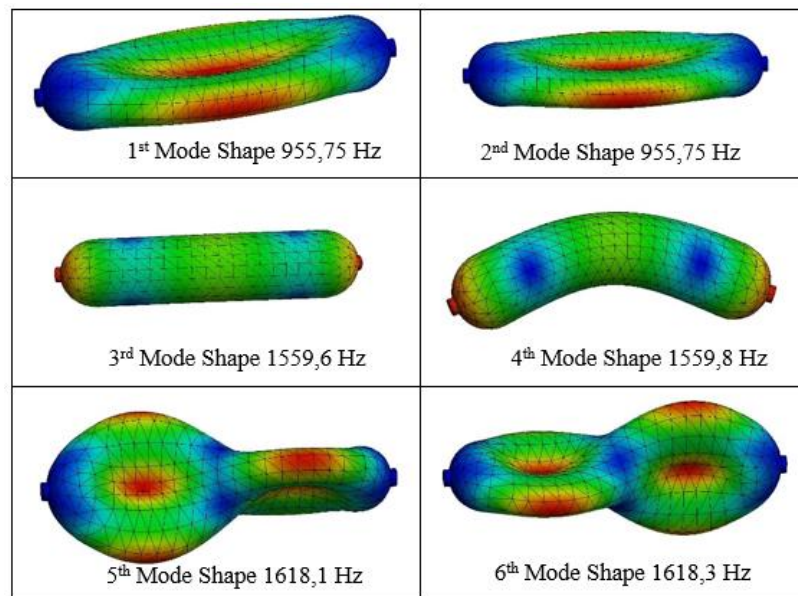 1st Mode Shape 955,75 Hz
2nd Mode Shape 955,75 Hz
3rd Mode Shape 1559,6 Hz
4th Mode Shape 1559,8 Hz
5th Mode Shape 1618,1 Hz
6th Mode Shape 1618,3 Hz